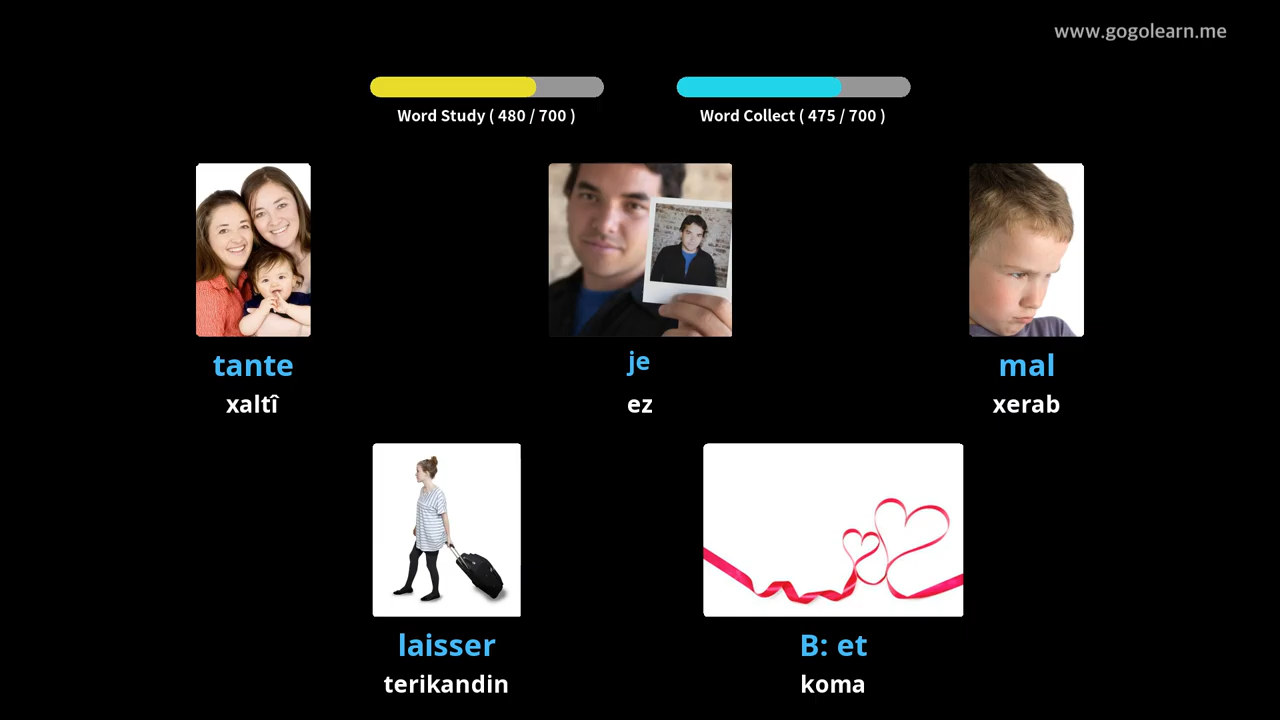 www.gogolearn.me
Word Study ( 480 / 700 )
Word Collect ( 475 / 700 )
tante
xaltî
je
ez
mal
xerab
laisser
terikandin
B: et
koma